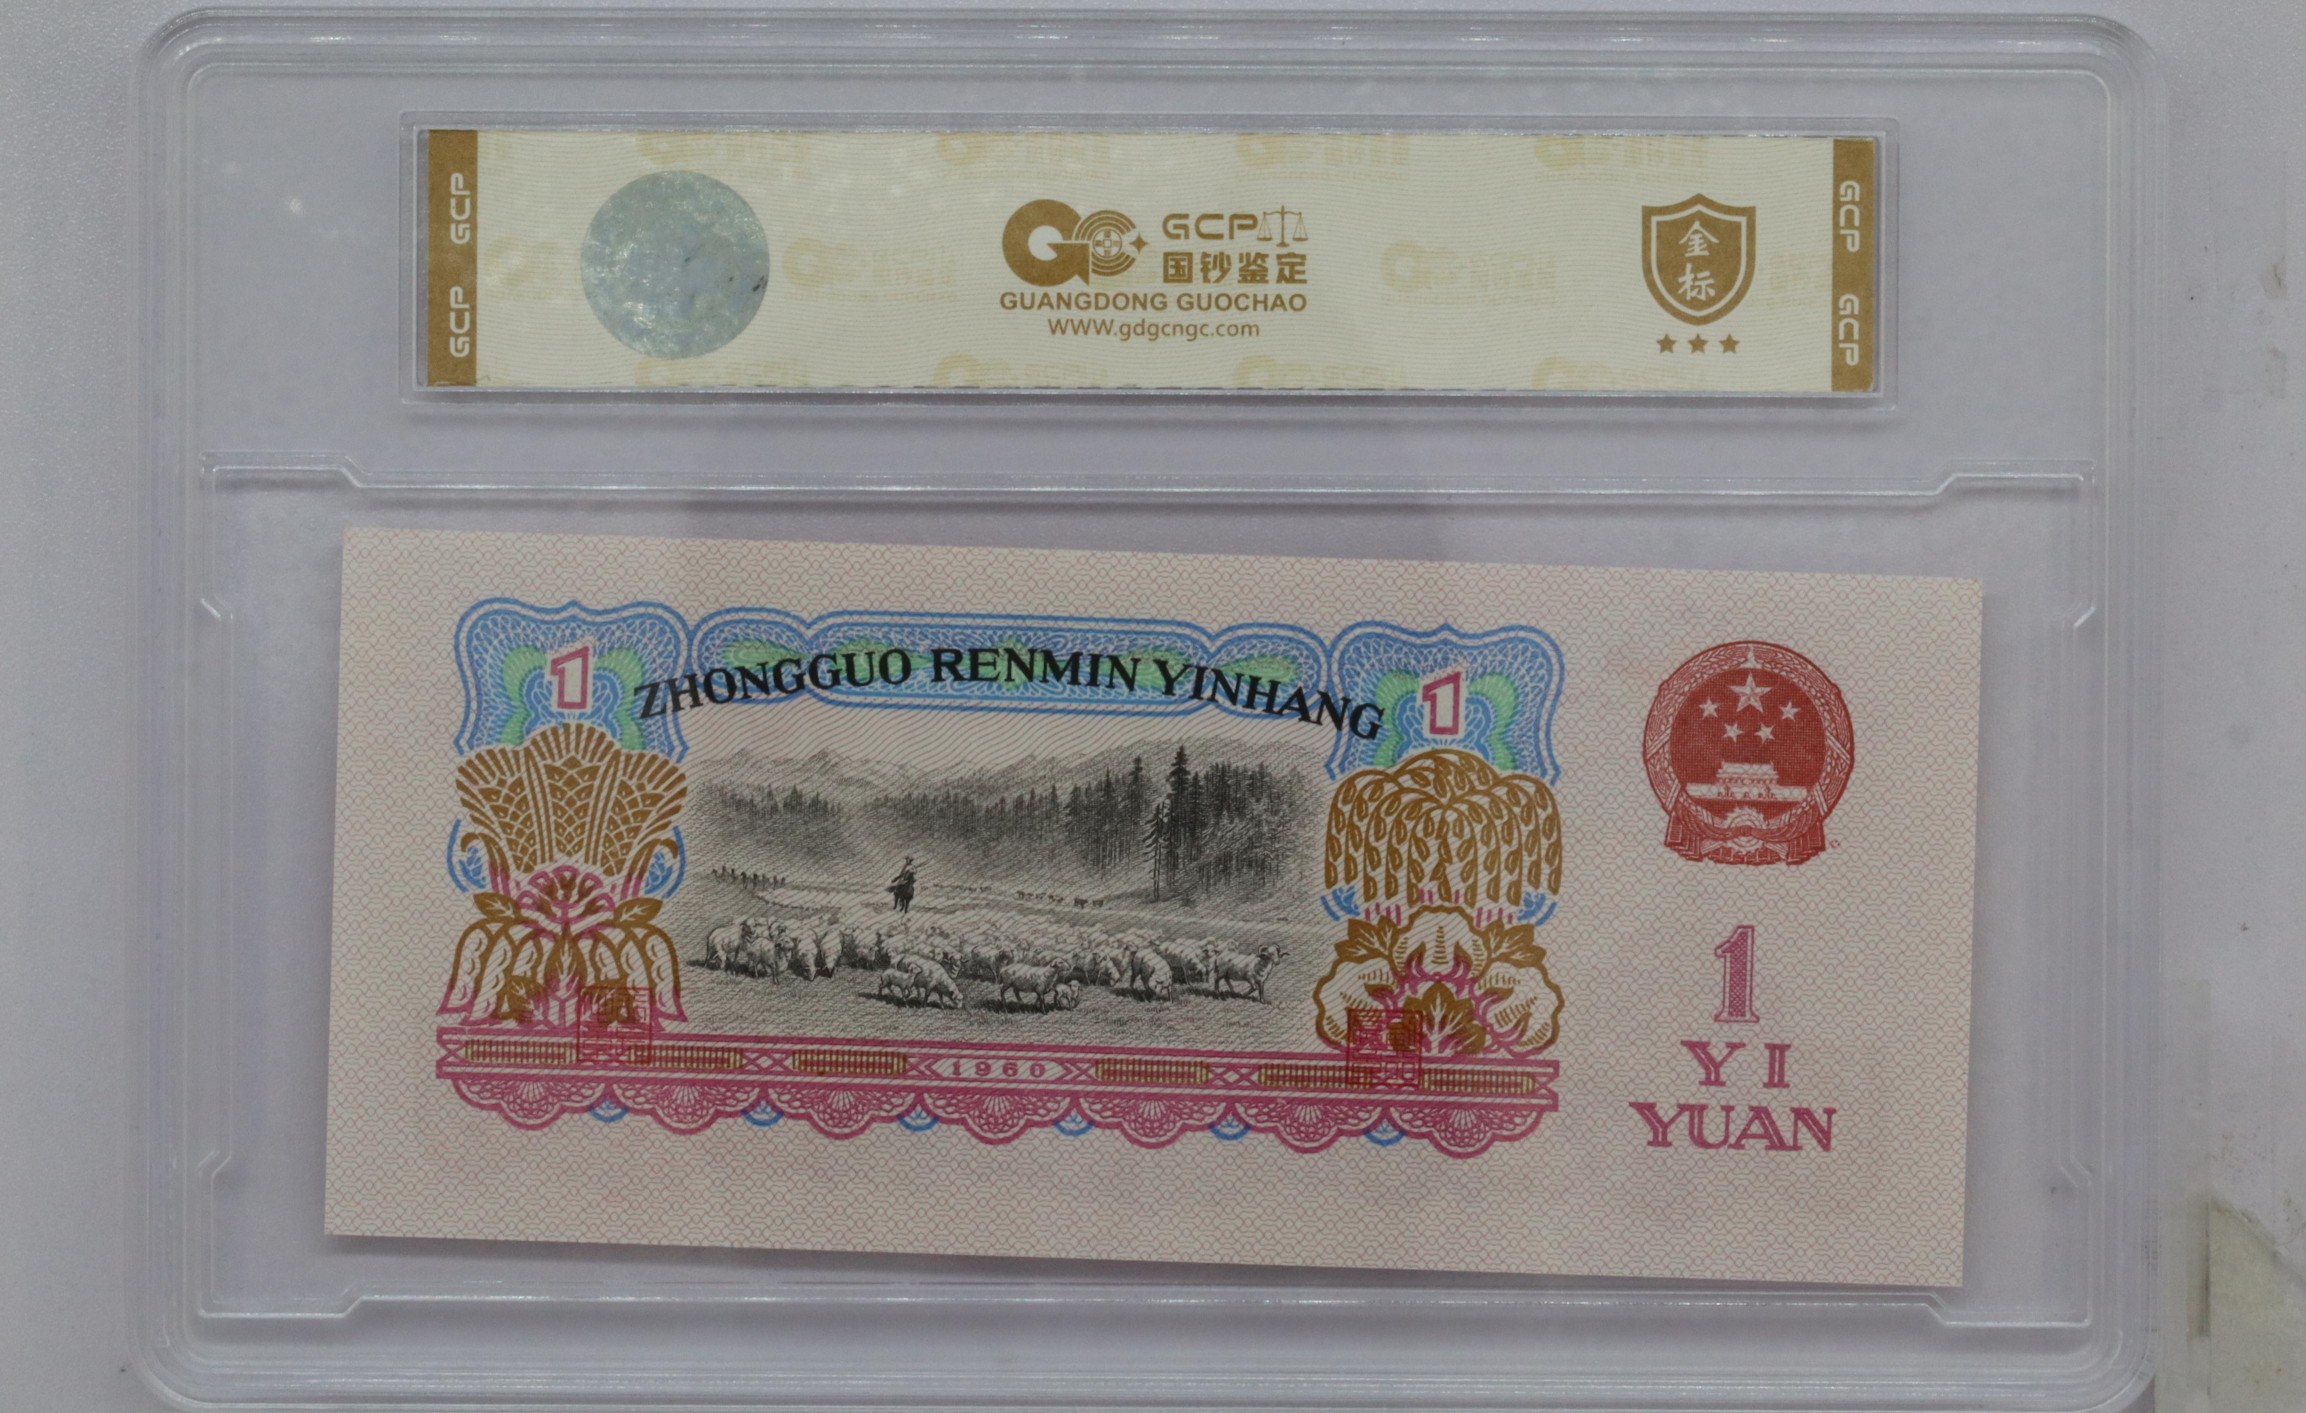 GCP GCP
GCP
国钞鉴定
GUANGDONG GUOCHAO
WWW.gdgcngc.com
金
标
GCP GCP
1
ZHONGGUO RENMIN YINHANG
1
1960
1
YI
YUAN